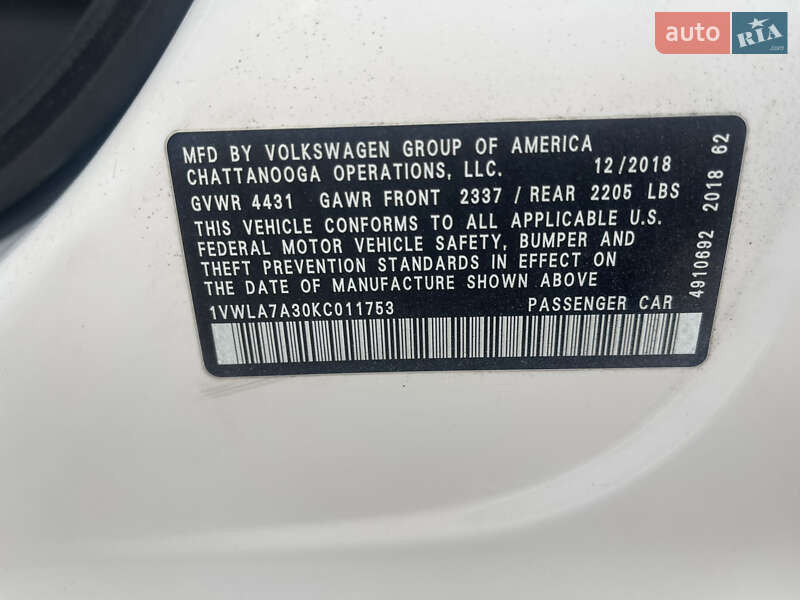 auto RIA.com
MFD BY VOLKSWAGEN GROUP OF AMERICA
CHATTANOOGA OPERATIONS, LLC. 12/2018
GVWR 4431 GAWR FRONT 2337 / REAR 2205 LBS
THIS VEHICLE CONFORMS TO ALL APPLICABLE U.S.
FEDERAL MOTOR VEHICLE SAFETY, BUMPER AND
THEFT PREVENTION STANDARDS IN EFFECT ON
THE DATE OF MANUFACTURE SHOWN ABOVE
1VWLA7A30KC011753 PASSENGER CAR
4910692 2018 62